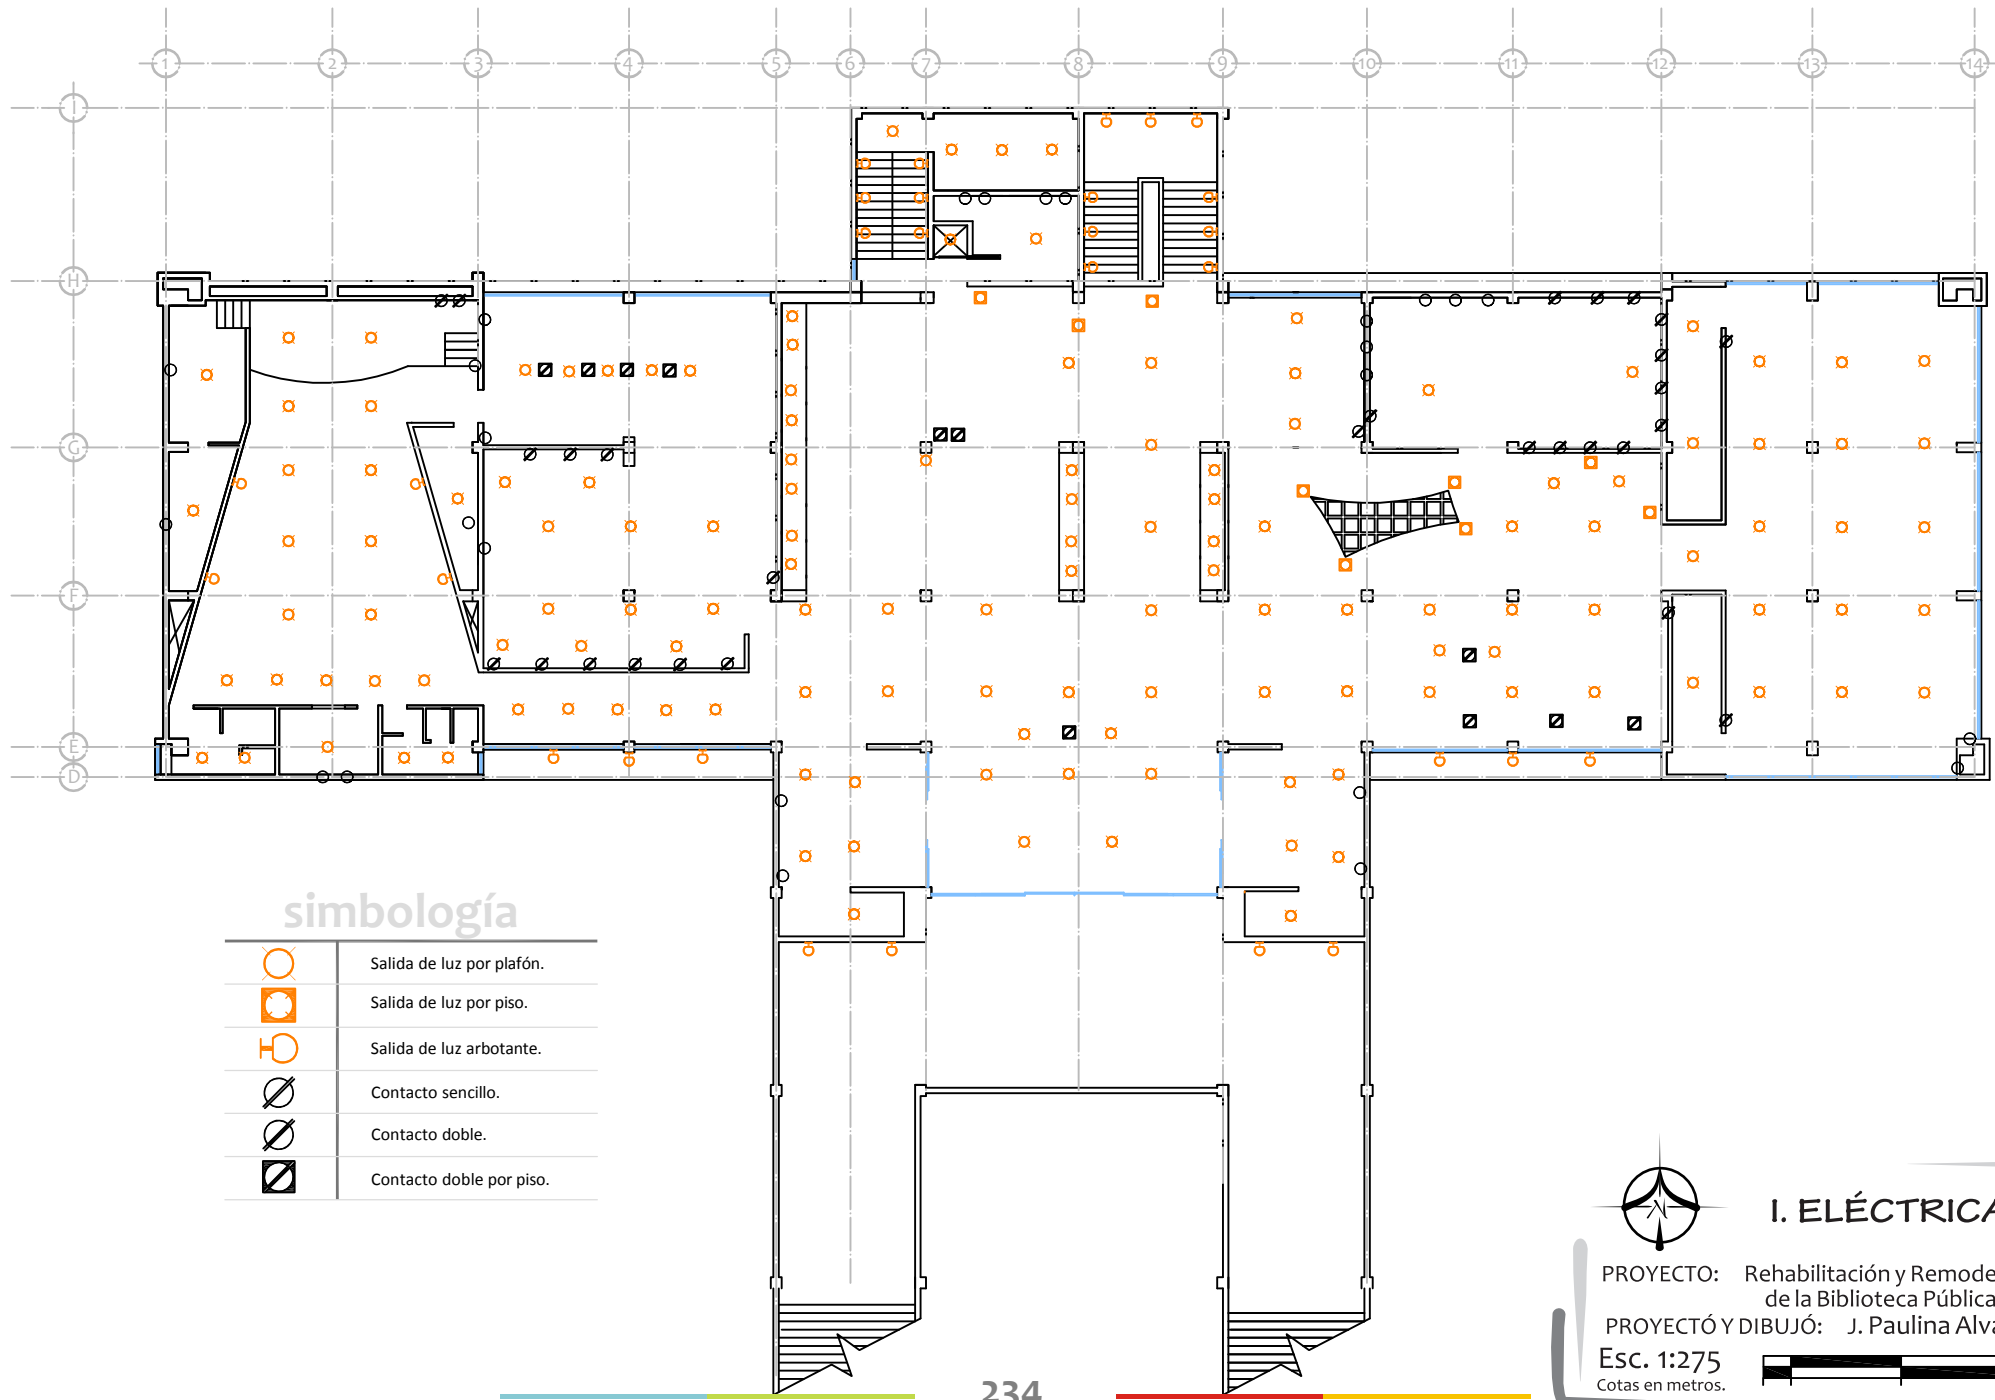 1 2 3 4 5 6 7 8 9 10 11 12 13 14
I
H
G
F
E
D
simbología
Salida de luz por plafón.
Salida de luz por piso.
Salida de luz arbotante.
Contacto sencillo.
Contacto doble.
Contacto doble por piso.
N
I. ELÉCTRICA
PROYECTO: Rehabilitación y Remode
de la Biblioteca Pública
PROYECTÓ Y DIBUJÓ: J. Paulina Alva
Esc. 1:275
Cotas en metros.
234